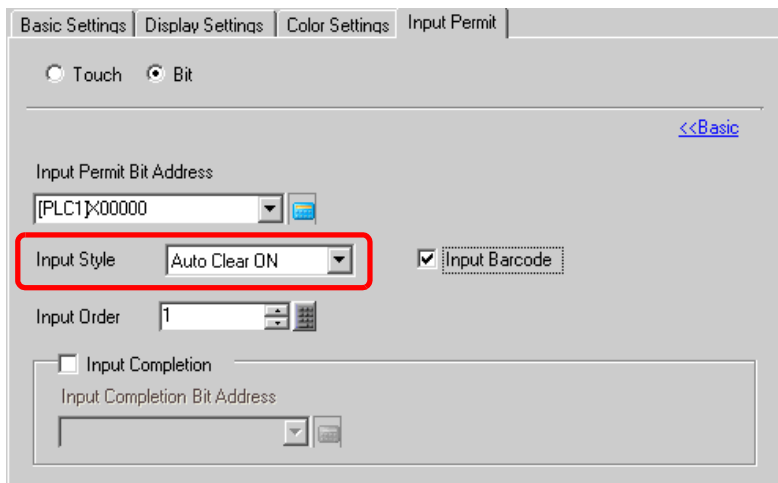 Basic Settings Display Settings Color Settings Input Permit
Touch Bit
<<Basic
Input Permit Bit Address
[PLC1]X00000
Input Style Auto Clear ON Input Barcode
Input Order 1
Input Completion
Input Completion Bit Address